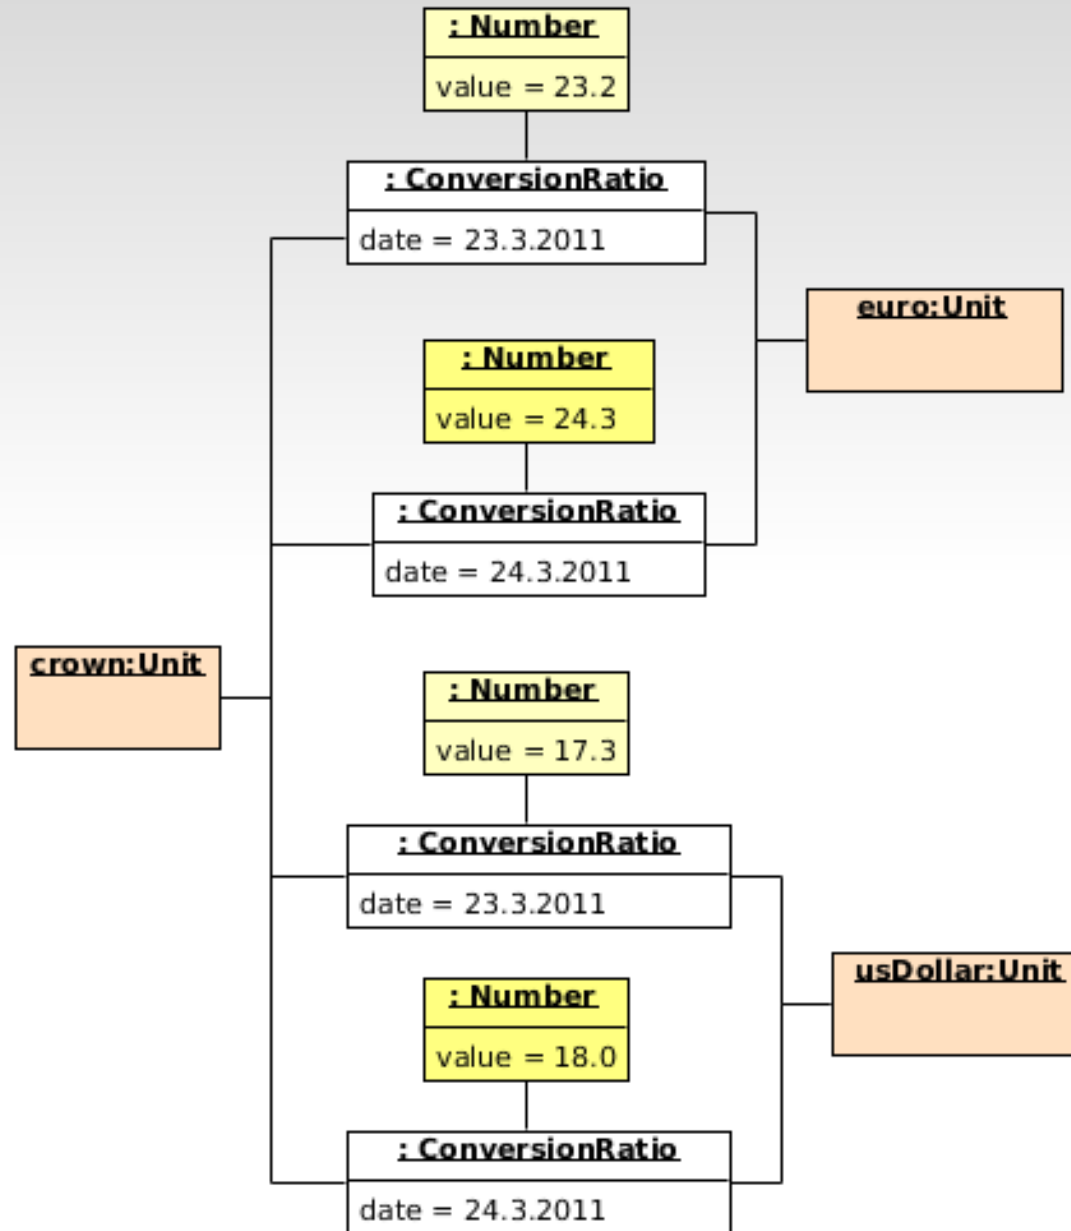 : Number
value = 23.2
: ConversionRatio
date = 23.3.2011
euro:Unit
: Number
value = 24.3
: ConversionRatio
date = 24.3.2011
crown:Unit
: Number
value = 17.3
: ConversionRatio
date = 23.3.2011
usDollar:Unit
: Number
value = 18.0
: ConversionRatio
date = 24.3.2011